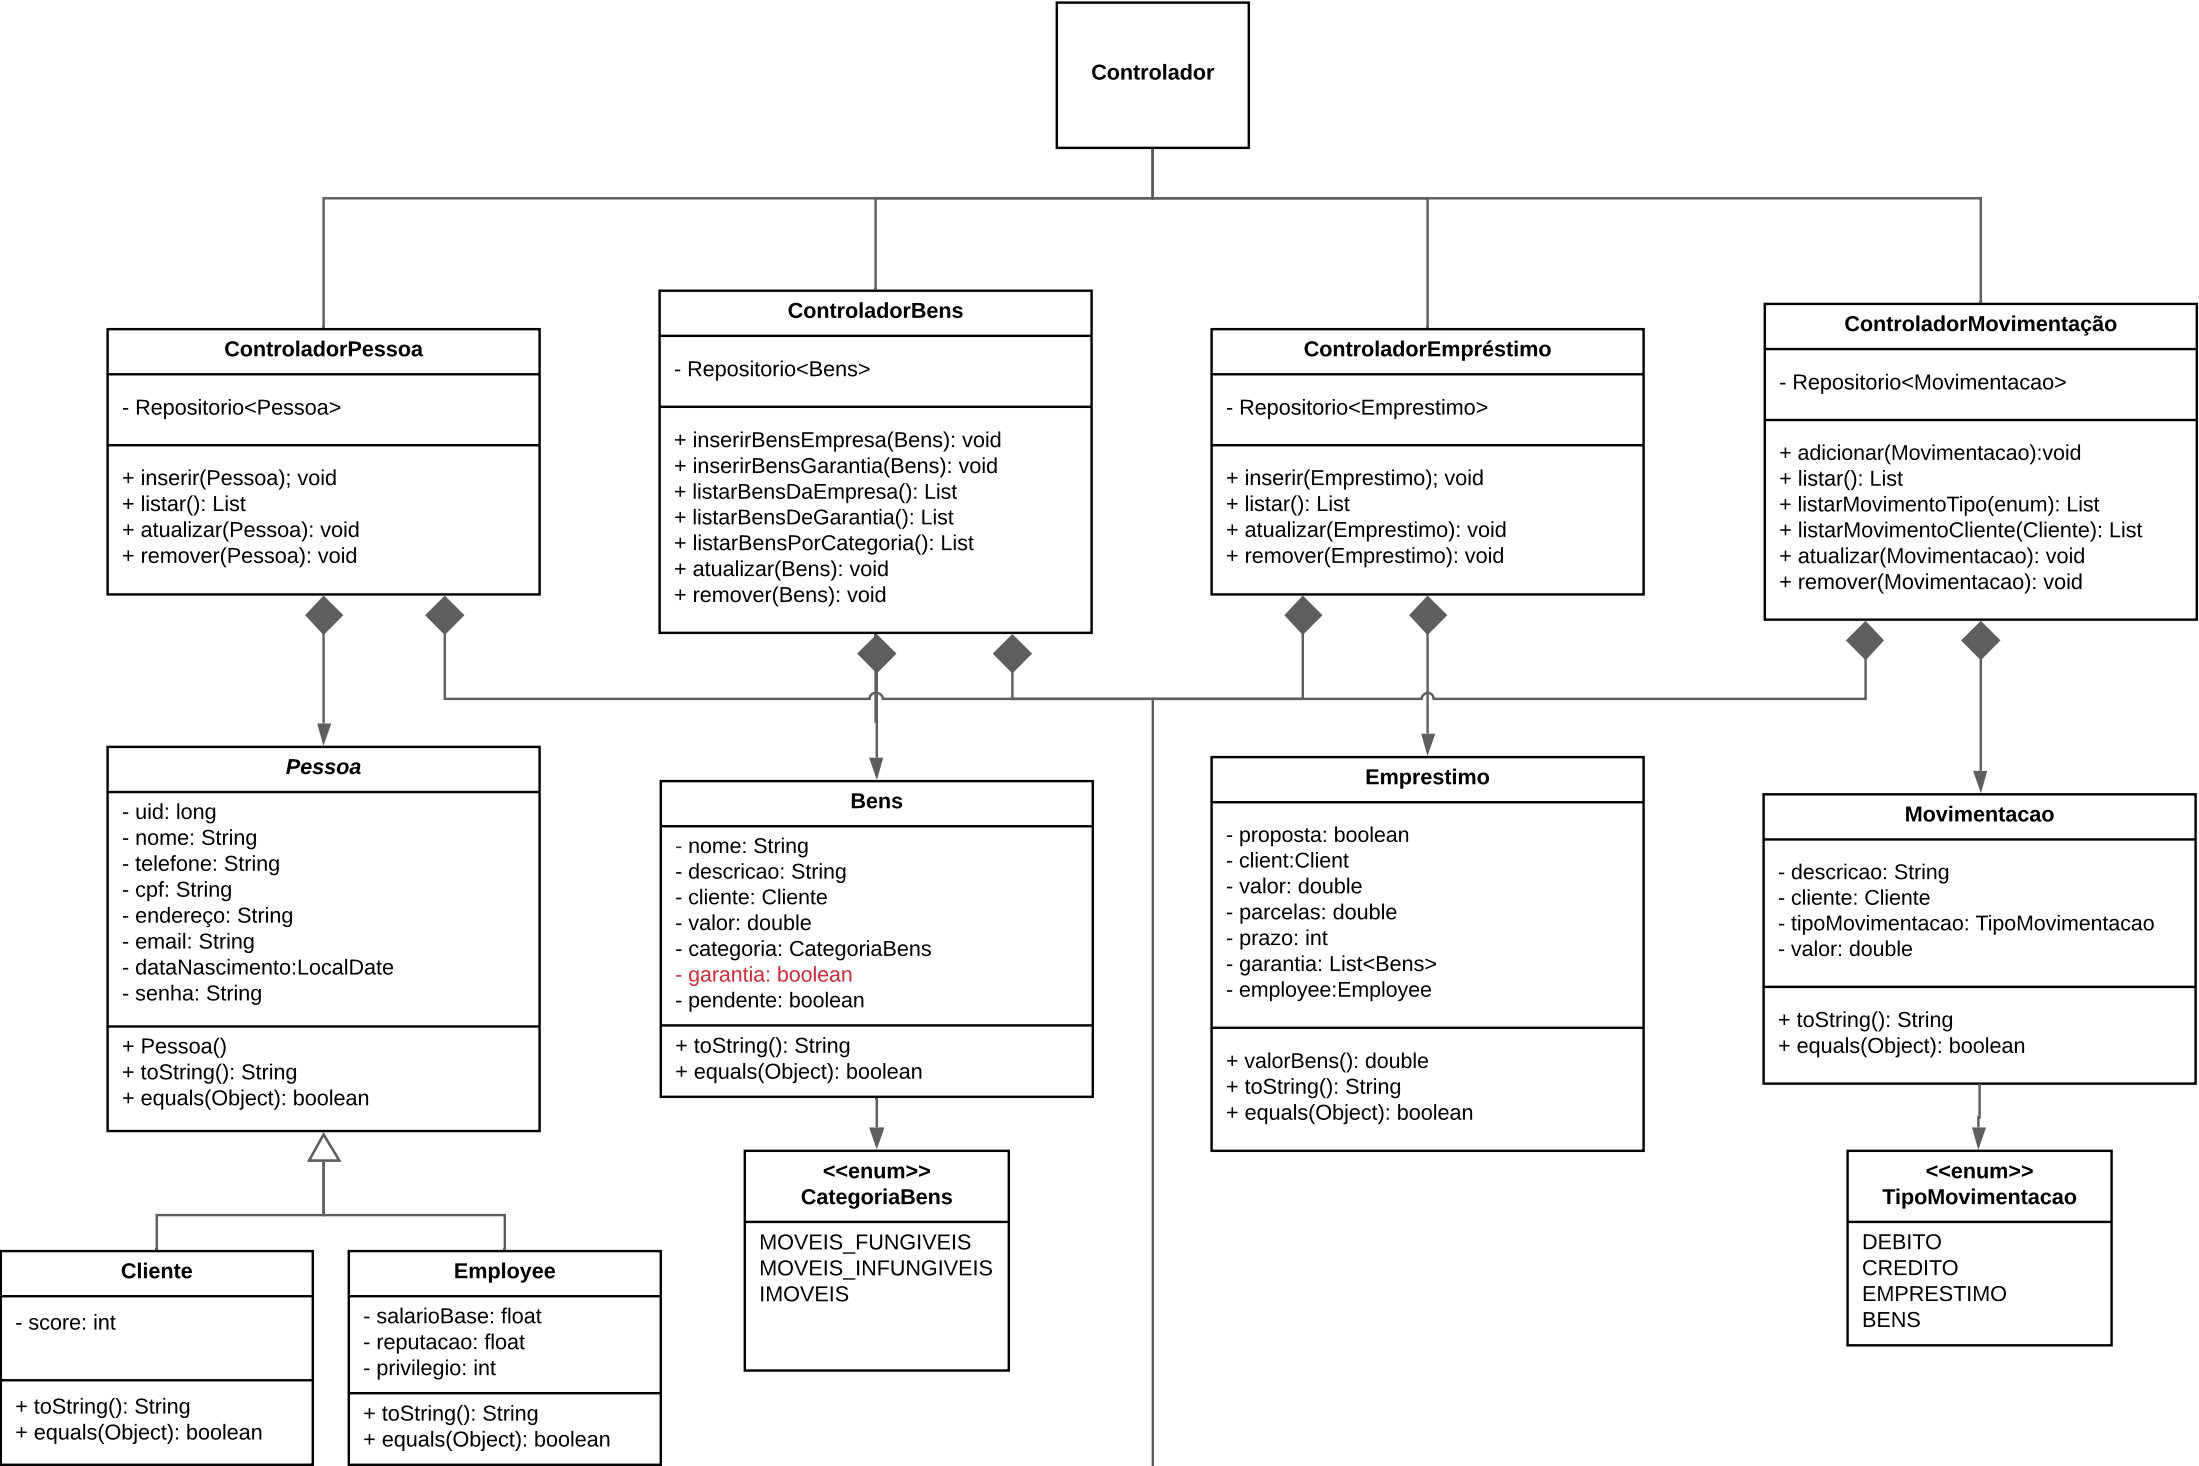 Controlador
ControladorPessoa
- Repositorio<Pessoa>
+ inserir(Pessoa); void
+ listar(): List
+ atualizar(Pessoa): void
+ remover(Pessoa): void
ControladorBens
- Repositorio<Bens>
+ inserirBensEmpresa(Bens): void
+ inserirBensGarantia(Bens): void
+ listarBensDaEmpresa(): List
+ listarBensDeGarantia(): List
+ listarBensPorCategoria(): List
+ atualizar(Bens): void
+ remover(Bens): void
ControladorEmpréstimo
- Repositorio<Emprestimo>
+ inserir(Emprestimo); void
+ listar(): List
+ atualizar(Emprestimo): void
+ remover(Emprestimo): void
ControladorMovimentação
- Repositorio<Movimentacao>
+ adicionar(Movimentacao):void
+ listar(): List
+ listarMovimentoTipo(enum): List
+ listarMovimentoCliente(Cliente): List
+ atualizar(Movimentacao): void
+ remover(Movimentacao): void
Pessoa
- uid: long
- nome: String
- telefone: String
- cpf: String
- endereço: String
- email: String
- dataNascimento:LocalDate
- senha: String
+ Pessoa()
+ toString(): String
+ equals(Object): boolean
Bens
- nome: String
- descricao: String
- cliente: Cliente
- valor: double
- categoria: CategoriaBens
- garantia: boolean
- pendente: boolean
+ toString(): String
+ equals(Object): boolean
Emprestimo
- proposta: boolean
- client:Client
- valor: double
- parcelas: double
- prazo: int
- garantia: List<Bens>
- employee:Employee
+ valorBens(): double
+ toString(): String
+ equals(Object): boolean
Movimentacao
- descricao: String
- cliente: Cliente
- tipoMovimentacao: TipoMovimentacao
- valor: double
+ toString(): String
+ equals(Object): boolean
Cliente
- score: int
+ toString(): String
+ equals(Object): boolean
Employee
- salarioBase: float
- reputacao: float
- privilegio: int
+ toString(): String
+ equals(Object): boolean
<<enum>>
CategoriaBens
MOVEIS_FUNGIVEIS
MOVEIS_INFUNGIVEIS
IMOVEIS
<<enum>>
TipoMovimentacao
DEBITO
CREDITO
EMPRESTIMO
BENS